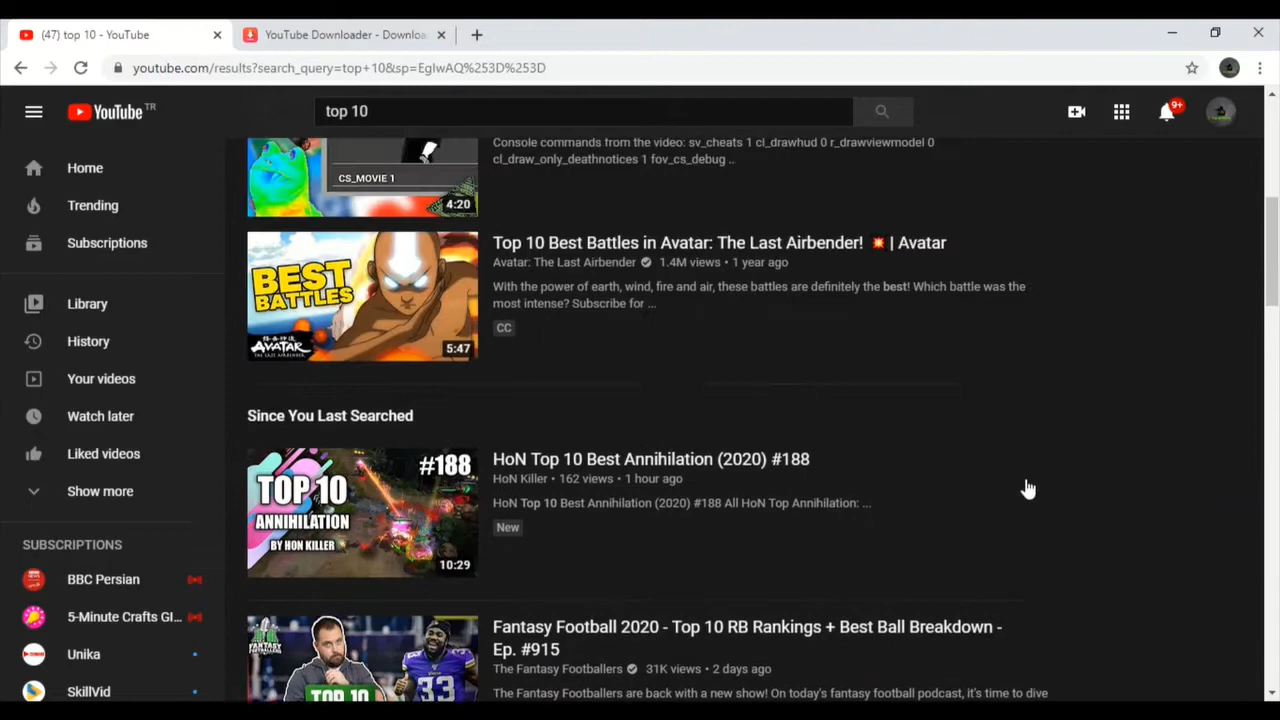 (47) top 10 - YouTube
YouTube Downloader - Downloa
youtube.com/results?search_query=top+10&sp=EgIwAQ%253D%253D
YouTube TR
top 10
9+
Home
Trending
Subscriptions
Library
History
Your videos
Watch later
Liked videos
Show more
SUBSCRIPTIONS
BBC Persian
5-Minute Crafts GI...
Unika
SkillVid
CS_MOVIE 1
4:20
Console commands from the video: sv_cheats 1 cl_drawhud 0 r_drawviewmodel 0
cl_draw_only_deathnotices 1 fov_cs_debug ..
BEST
BATTLES
AVATAR
THE LAST AIRBENDER
5:47
Top 10 Best Battles in Avatar: The Last Airbender! 💥 | Avatar
Avatar: The Last Airbender 1.4M views • 1 year ago
With the power of earth, wind, fire and air, these battles are definitely the best! Which battle was the
most intense? Subscribe for ...
CC
Since You Last Searched
#188
TOP 10
ANNIHILATION
BY HON KILLER
10:29
HoN Top 10 Best Annihilation (2020) #188
HoN Killer • 162 views • 1 hour ago
HoN Top 10 Best Annihilation (2020) #188 All HoN Top Annihilation: ...
New
FANTASY
FOOTBALLERS
33
TOP 10
Fantasy Football 2020 - Top 10 RB Rankings + Best Ball Breakdown -
Ep. #915
The Fantasy Footballers 31K views • 2 days ago
The Fantasy Footballers are back with a new show! On today's fantasy football podcast, it's time to dive